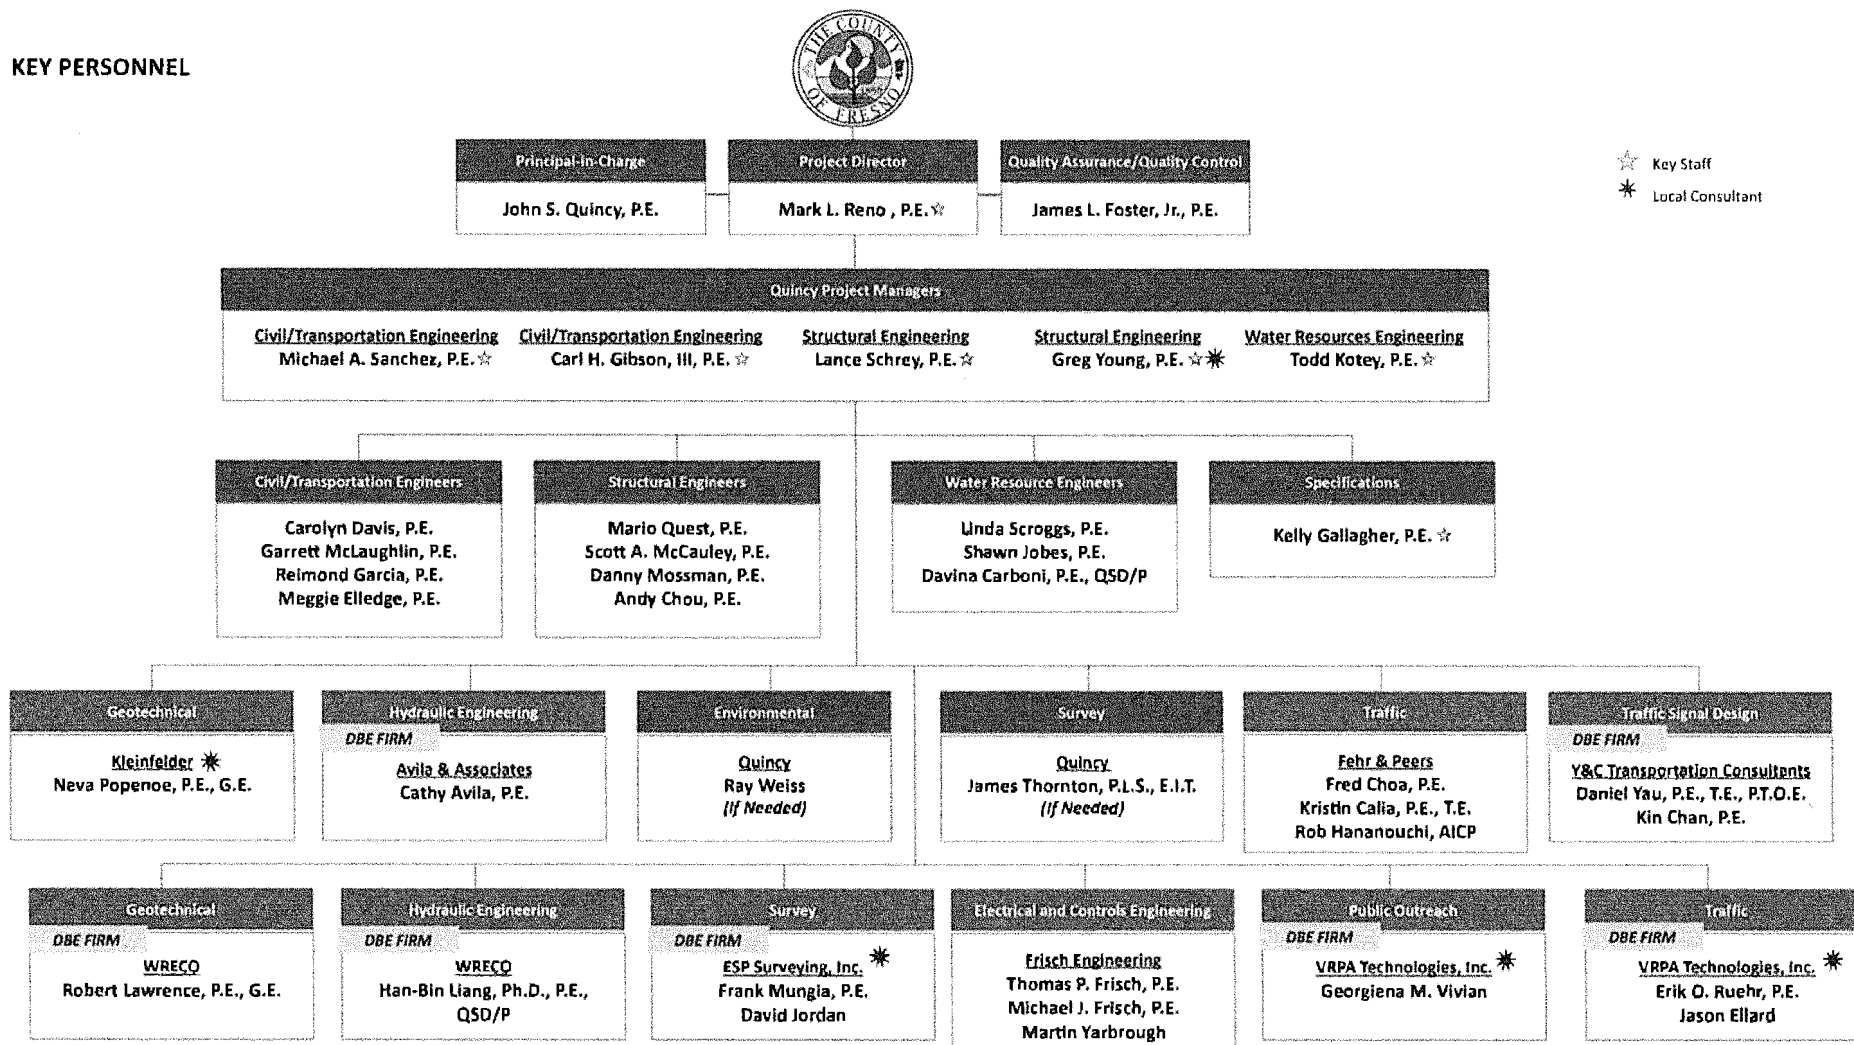 KEY PERSONNEL
THE COUNTY
OF FRESNO
Principal-in-Charge
John S. Quincy, P.E.
Project Director
Mark L. Reno , P.E.
Quality Assurance/Quality Control
James L. Foster, Jr., P.E.
Key Staff
Local Consultant
Quincy Project Managers
Civil/Transportation Engineering
Michael A. Sanchez, P.E.
Civil/Transportation Engineering
Carl H. Gibson, III, P.E.
Structural Engineering
Lance Schrey, P.E.
Structural Engineering
Greg Young, P.E.
Water Resources Engineering
Todd Kotey, P.E.
Civil/Transportation Engineers
Carolyn Davis, P.E.
Garrett McLaughlin, P.E.
Reimond Garcia, P.E.
Meggie Elledge, P.E.
Structural Engineers
Mario Quest, P.E.
Scott A. McCauley, P.E.
Danny Mossman, P.E.
Andy Chou, P.E.
Water Resource Engineers
Linda Scroggs, P.E.
Shawn Jobes, P.E.
Davina Carboni, P.E., QSD/P
Specifications
Kelly Gallagher, P.E.
Geotechnical
Kleinfelder
Neva Popenoe, P.E., G.E.
Hydraulic Engineering
DBE FIRM
Avila & Associates
Cathy Avila, P.E.
Environmental
Quincy
Ray Weiss
(If Needed)
Survey
Quincy
James Thornton, P.L.S., E.I.T.
(If Needed)
Traffic
Fehr & Peers
Fred Choa, P.E.
Kristin Calia, P.E., T.E.
Rob Hananouchi, AICP
Traffic Signal Design
DBE FIRM
Y&C Transportation Consultants
Daniel Yau, P.E., T.E., P.T.O.E.
Kin Chan, P.E.
Geotechnical
DBE FIRM
WRECO
Robert Lawrence, P.E., G.E.
Hydraulic Engineering
DBE FIRM
WRECO
Han-Bin Liang, Ph.D., P.E.,
QSD/P
Survey
DBE FIRM
ESP Surveying, Inc.
Frank Mungia, P.E.
David Jordan
Electrical and Controls Engineering
Frisch Engineering
Thomas P. Frisch, P.E.
Michael J. Frisch, P.E.
Martin Yarbrough
Public Outreach
DBE FIRM
VRPA Technologies, Inc.
Georgiena M. Vivian
Traffic
DBE FIRM
VRPA Technologies, Inc.
Erik O. Ruehr, P.E.
Jason Ellard